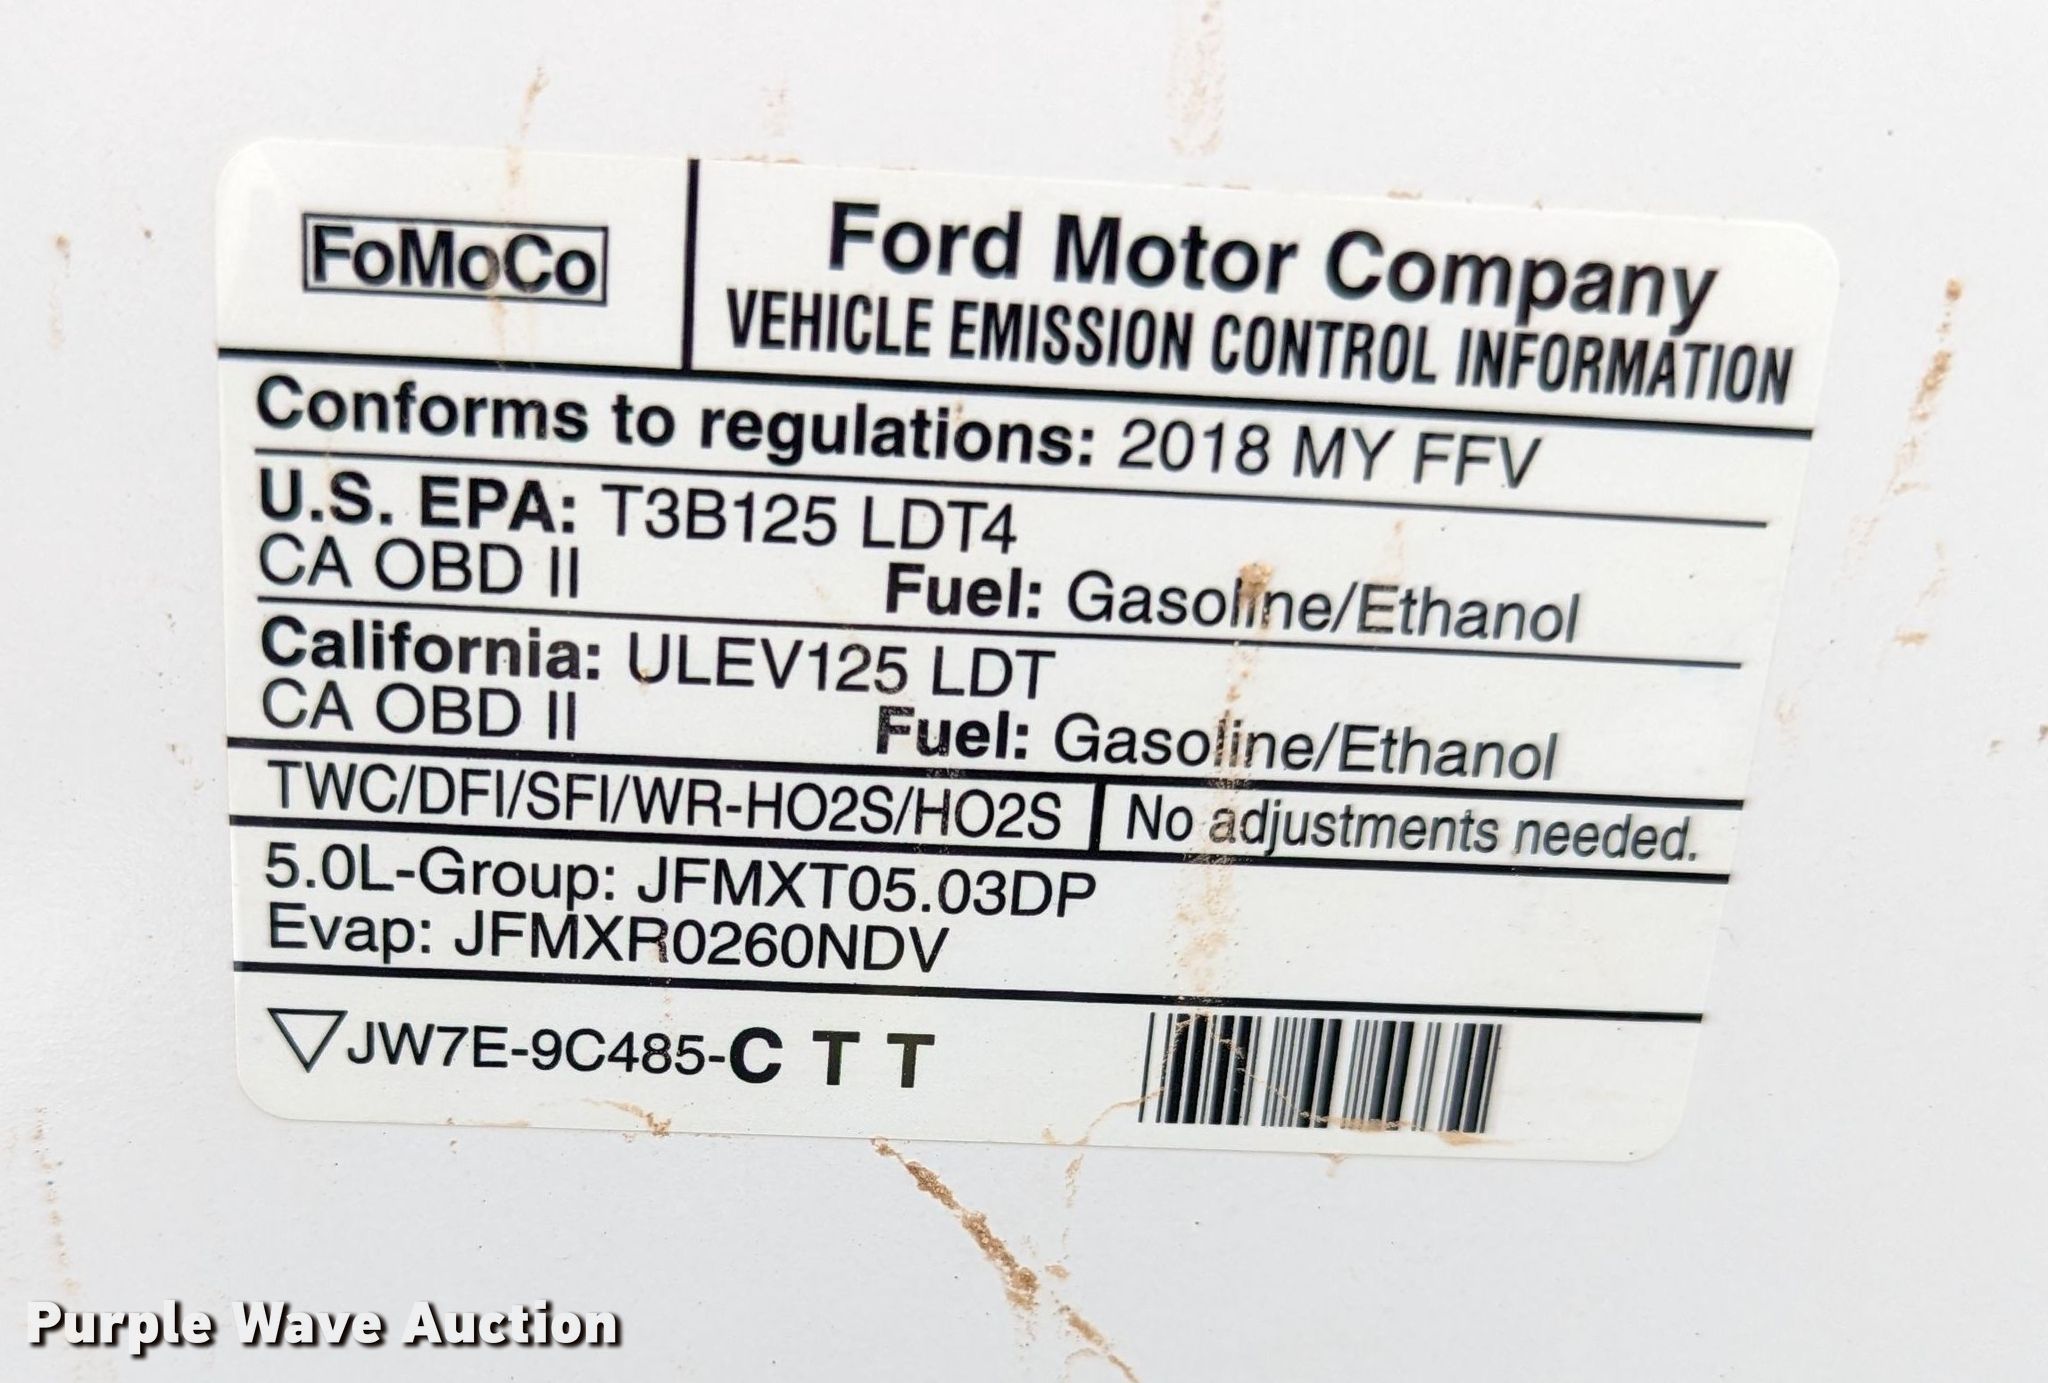 FoMoCo
Ford Motor Company
VEHICLE EMISSION CONTROL INFORMATION
Conforms to regulations: 2018 MY FFV
U.S. EPA: T3B125 LDT4
CA OBD II Fuel: Gasoline/Ethanol
California: ULEV125 LDT
CA OBD II Fuel: Gasoline/Ethanol
TWC/DFI/SFI/WR-HO2S/HO2S No adjustments needed.
5.0L-Group: JFMXT05.03DP
Evap: JFMXR0260NDV
JW7E-9C485-C T T
Purple Wave Auction